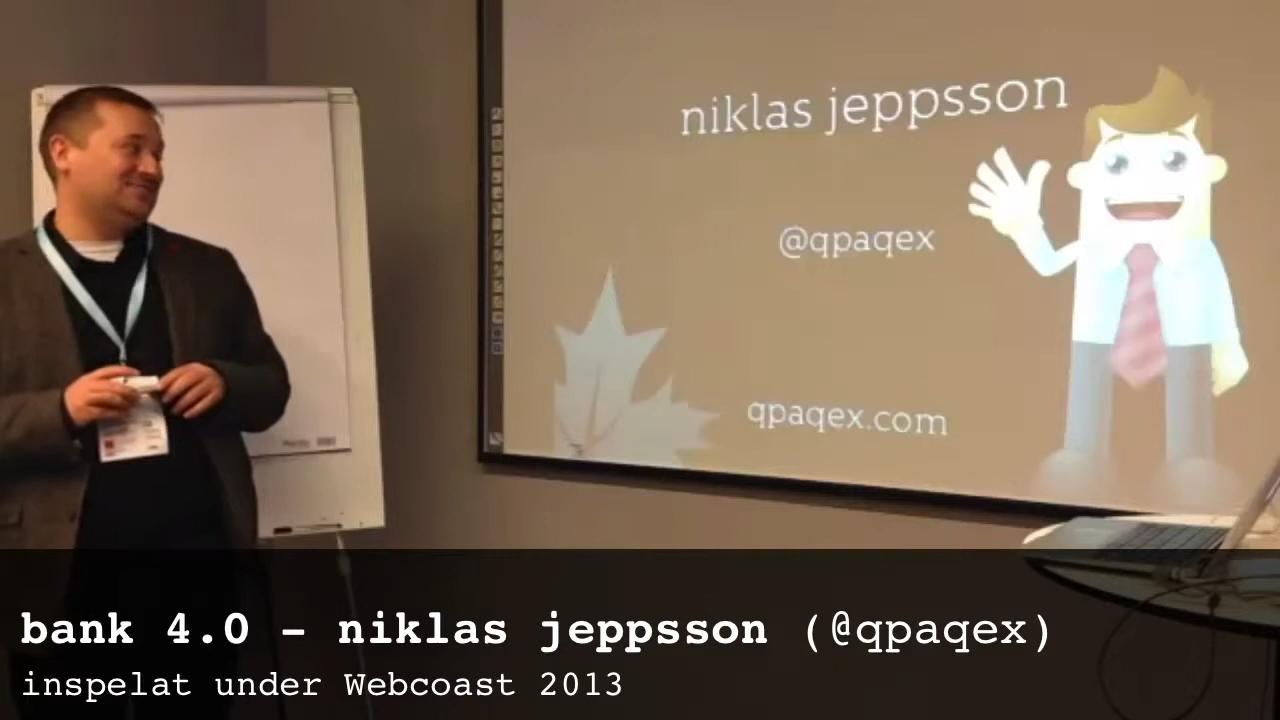 niklas jeppsson
@qpaqex
qpaqex.com
bank 4.0 - niklas jeppsson (@qpaqex)
inspelat under Webcoast 2013